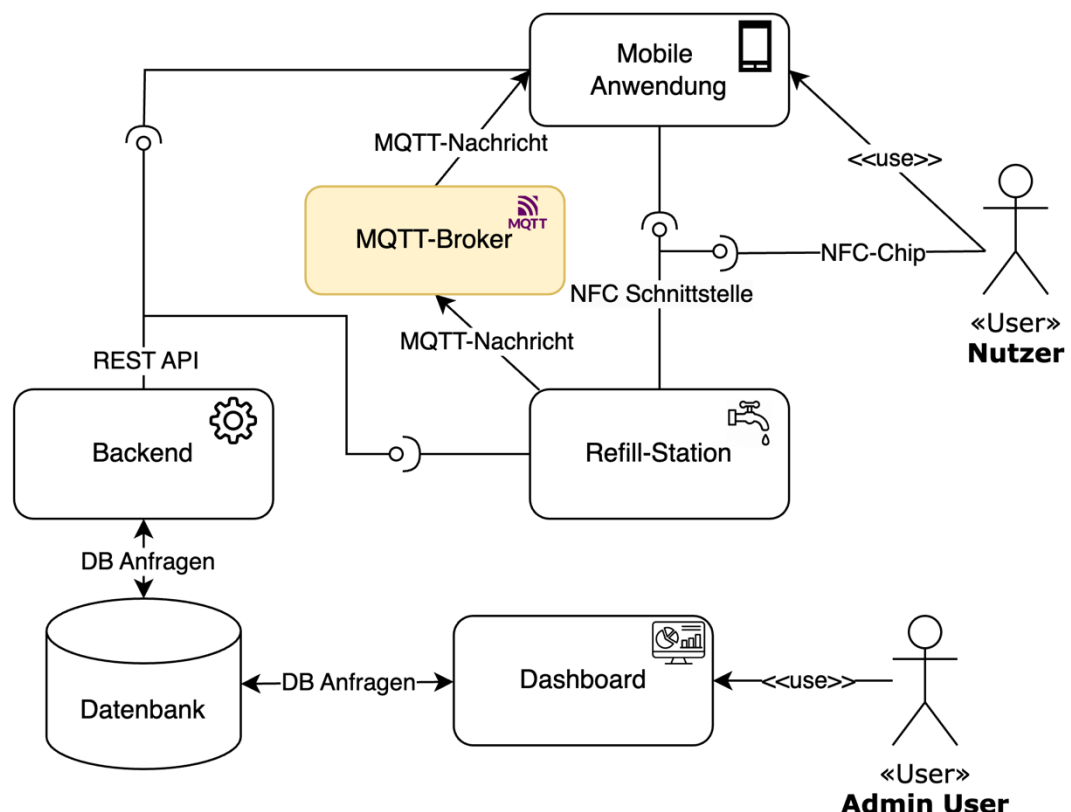 Mobile
Anwendung
MQTT-Nachricht
<<use>>
MQTT
MQTT-Broker
NFC-Chip
NFC Schnittstelle
«User»
Nutzer
MQTT-Nachricht
REST API
Backend
Refill-Station
DB Anfragen
Datenbank
DB Anfragen
Dashboard
<<use>>
«User»
Admin User